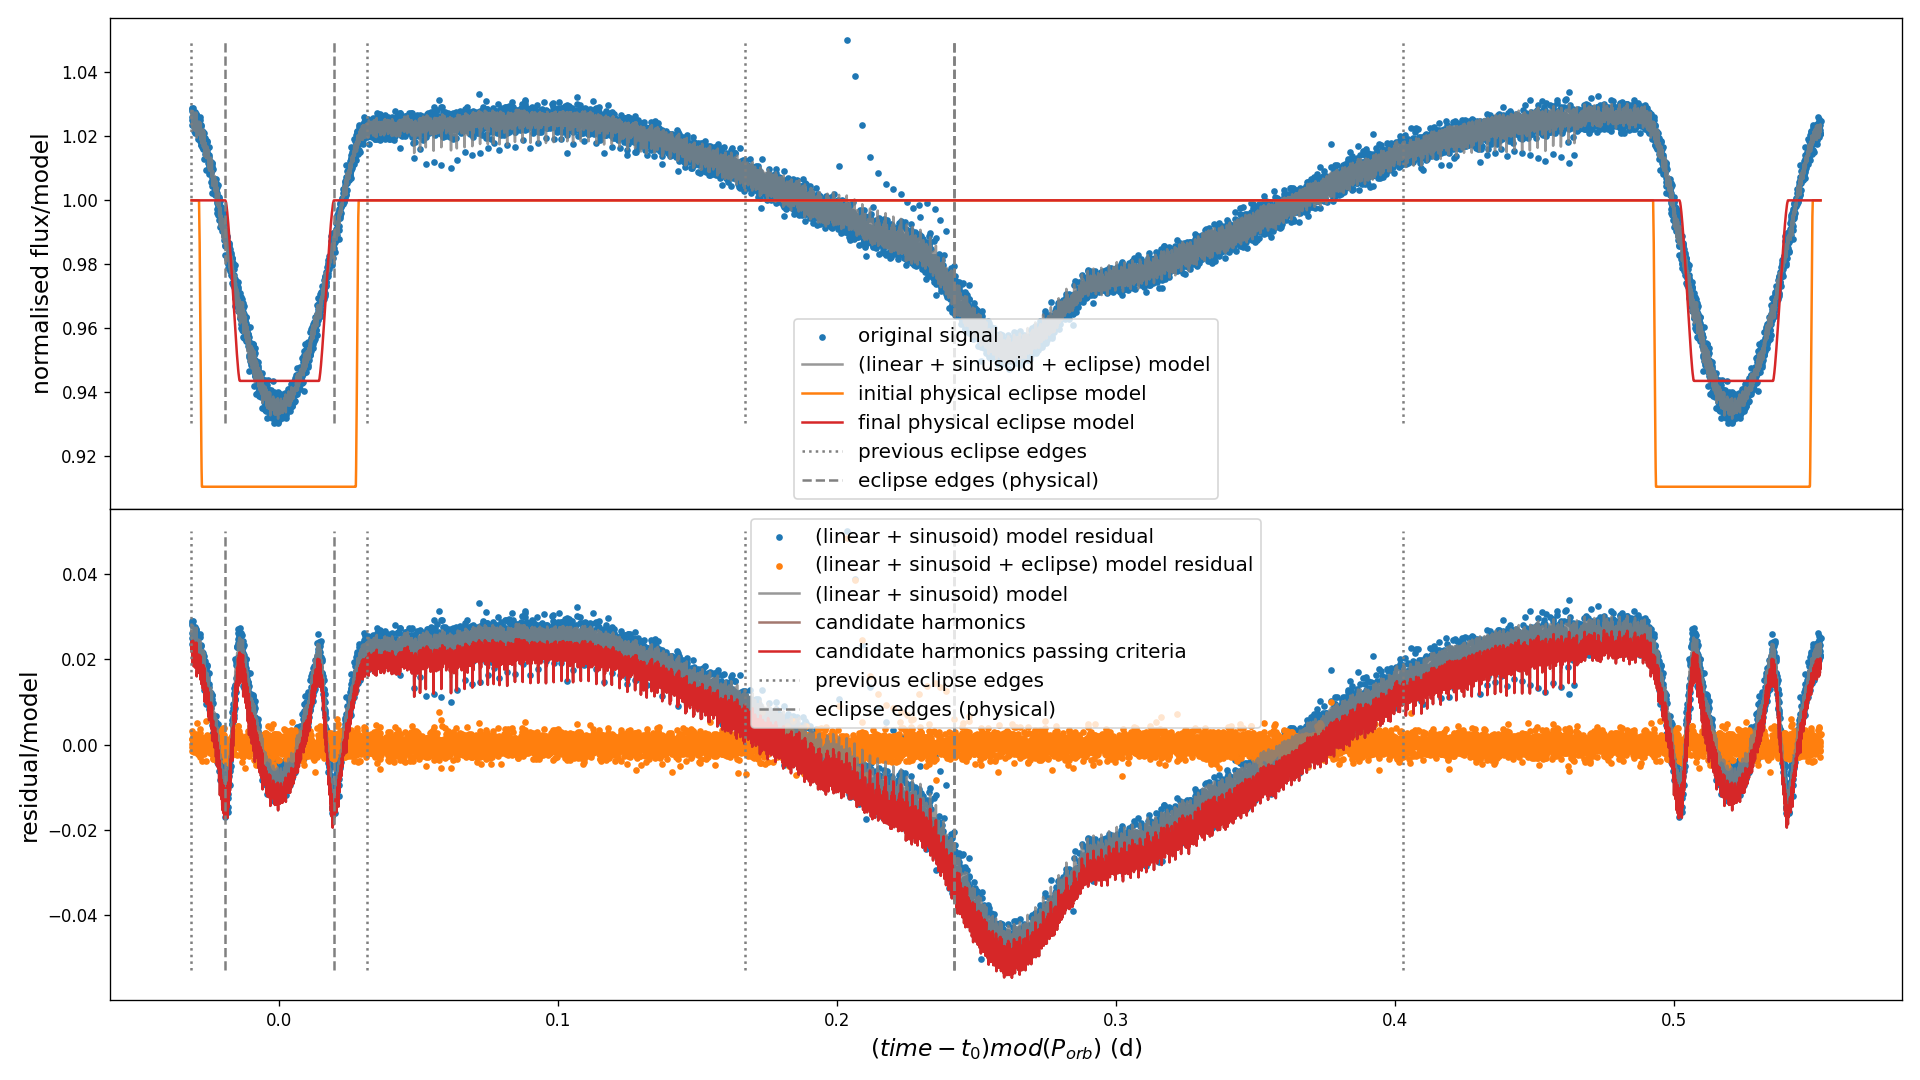 normalised flux/model
1.04
1.02
1.00
0.98
0.96
0.94
0.92
original signal
(linear + sinusoid + eclipse) model
initial physical eclipse model
final physical eclipse model
previous eclipse edges
eclipse edges (physical)
residual/model
0.04
0.02
0.00
−0.02
−0.04
(linear + sinusoid) model residual
(linear + sinusoid + eclipse) model residual
(linear + sinusoid) model
candidate harmonics
candidate harmonics passing criteria
previous eclipse edges
eclipse edges (physical)
0.0 0.1 0.2 0.3 0.4 0.5
(time − t₀)mod(Pₒᵣb) (d)